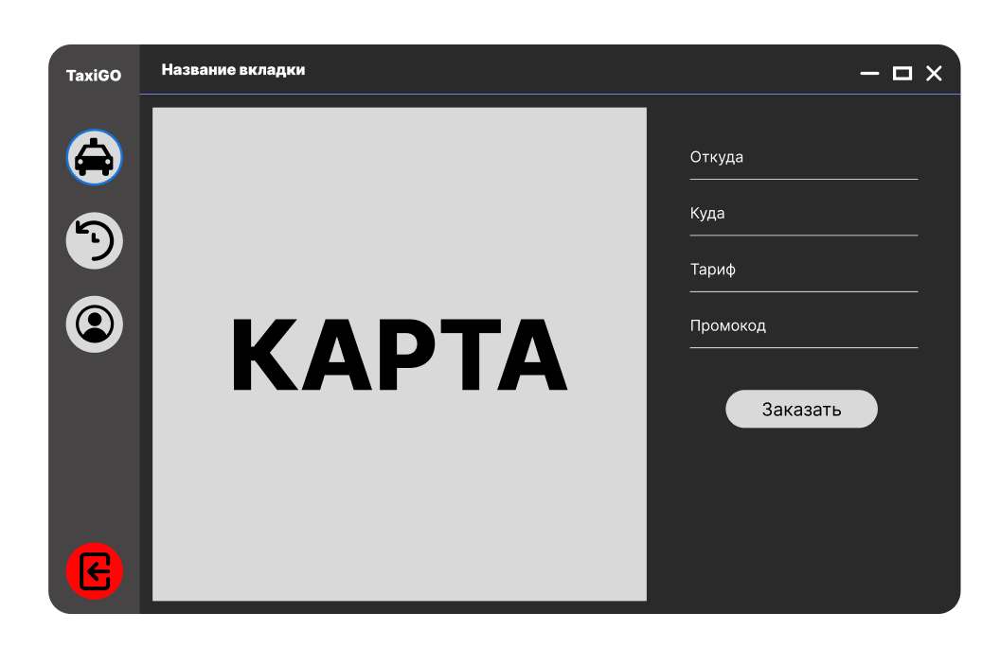 TaxiGO
Название вкладки
Откуда
Куда
Тариф
Промокод
КАРТА
Заказать